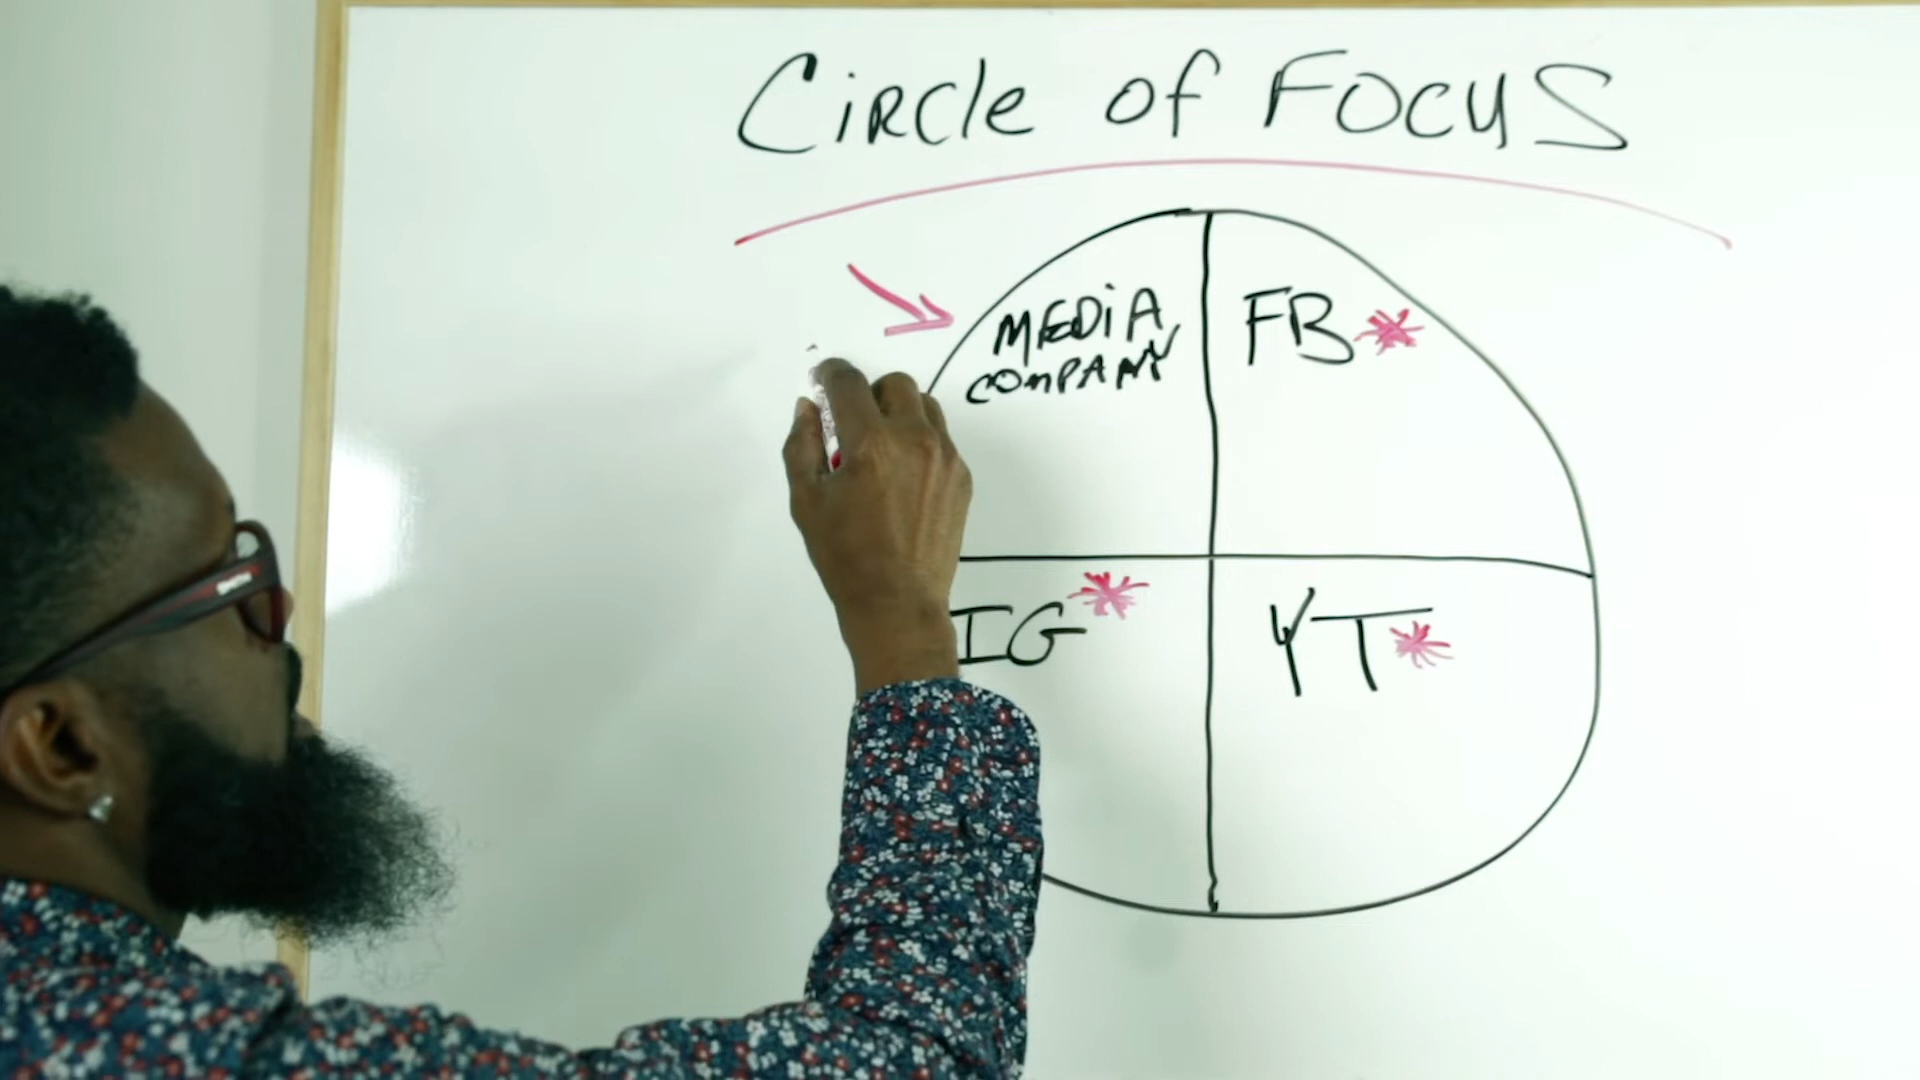 CiRCle of FOCUS
MEDiA
COMPANY
FB
IG
YT